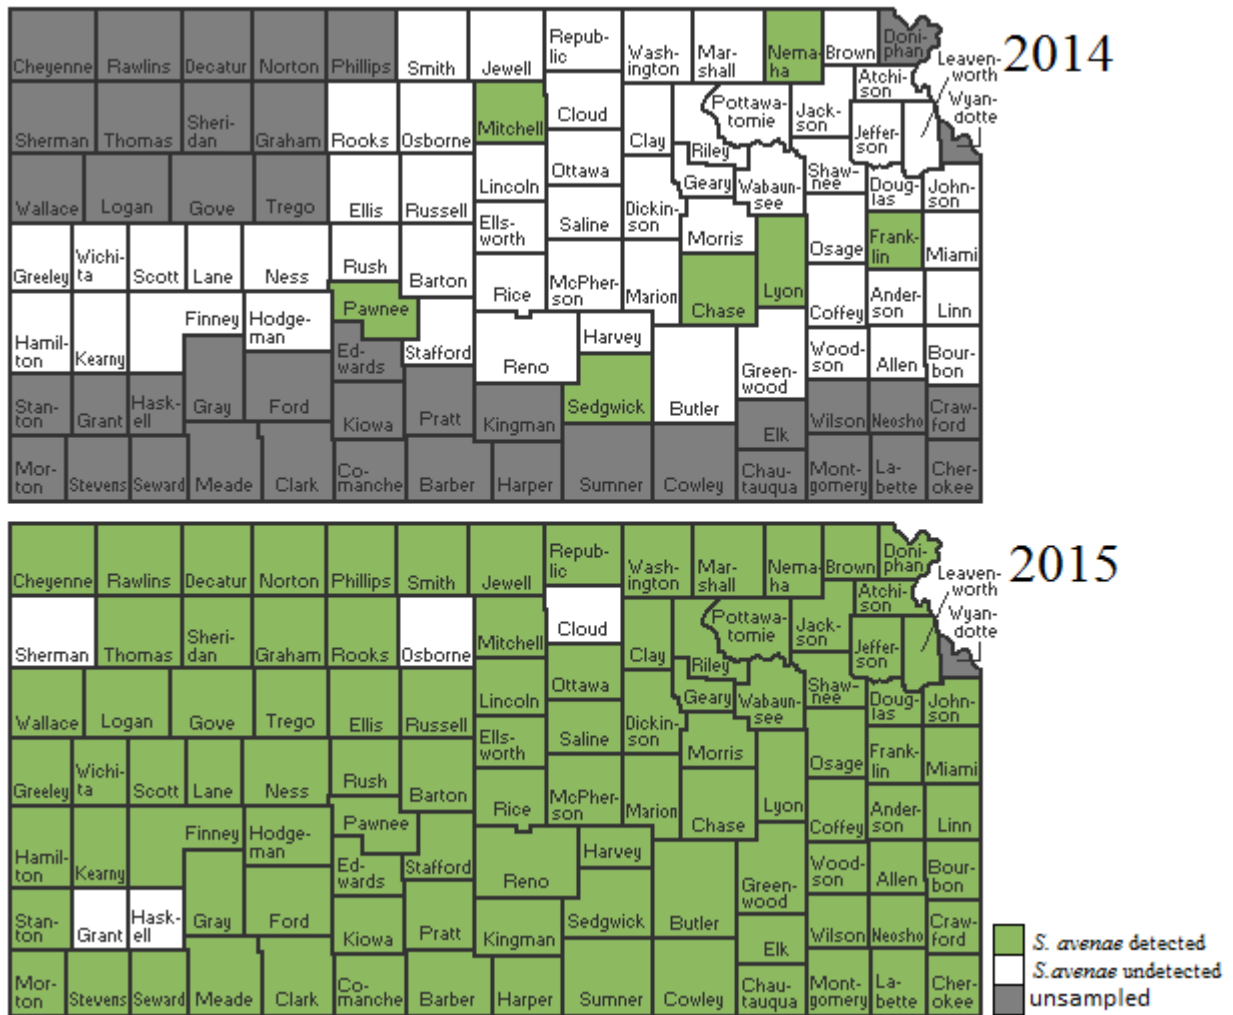 2014
Cheyenne Rawlins Decatur Norton Phillips Smith Jewell Repub-
lic Wash-
ington Mar-
shall Nema-
ha Brown Doni-
phan
Leaven-
worth
Wyan-
dotte
Atchi-
son
Sherman Thomas Sheri-
dan Graham Rooks Osborne Mitchell Cloud Clay Riley Pottawa-
tomie Jack-
son Jeffer-
son
Wallace Logan Gove Trego Ellis Russell Lincoln Ottawa Geary Wabaun-
see Shaw-
nee Doug-
las John-
son
Ells-
worth Saline Dickin-
son Morris Osage Frank-
lin Miami
Greeley Wichi-
ta Scott Lane Ness Rush Barton Rice McPher-
son Marion Chase Lyon Coffey Ander-
son Linn
Hamil-
ton Kearny Finney Hodge-
man Pawnee Stafford Reno Harvey Green-
wood Wood-
son Allen Bour-
bon
Stan-
ton Grant Hask-
ell Gray Ford Ed-
wards Kiowa Pratt Kingman Sedgwick Butler Elk Wilson Neosho Craw-
ford
Mor-
ton Stevens Seward Meade Clark Co-
manche Barber Harper Sumner Cowley Chau-
tauqua Mont-
gomery La-
bette Cher-
okee
2015
Cheyenne Rawlins Decatur Norton Phillips Smith Jewell Repub-
lic Wash-
ington Mar-
shall Nema-
ha Brown Doni-
phan
Leaven-
worth
Wyan-
dotte
Atchi-
son
Sherman Thomas Sheri-
dan Graham Rooks Osborne Mitchell Cloud Clay Riley Pottawa-
tomie Jack-
son Jeffer-
son
Wallace Logan Gove Trego Ellis Russell Lincoln Ottawa Geary Wabaun-
see Shaw-
nee Doug-
las John-
son
Ells-
worth Saline Dickin-
son Morris Osage Frank-
lin Miami
Greeley Wichi-
ta Scott Lane Ness Rush Barton Rice McPher-
son Marion Chase Lyon Coffey Ander-
son Linn
Hamil-
ton Kearny Finney Hodge-
man Pawnee Stafford Reno Harvey Green-
wood Wood-
son Allen Bour-
bon
Stan-
ton Grant Hask-
ell Gray Ford Ed-
wards Kiowa Pratt Kingman Sedgwick Butler Elk Wilson Neosho Craw-
ford
Mor-
ton Stevens Seward Meade Clark Co-
manche Barber Harper Sumner Cowley Chau-
tauqua Mont-
gomery La-
bette Cher-
okee
S. avenae detected
S.avenae undetected
unsampled